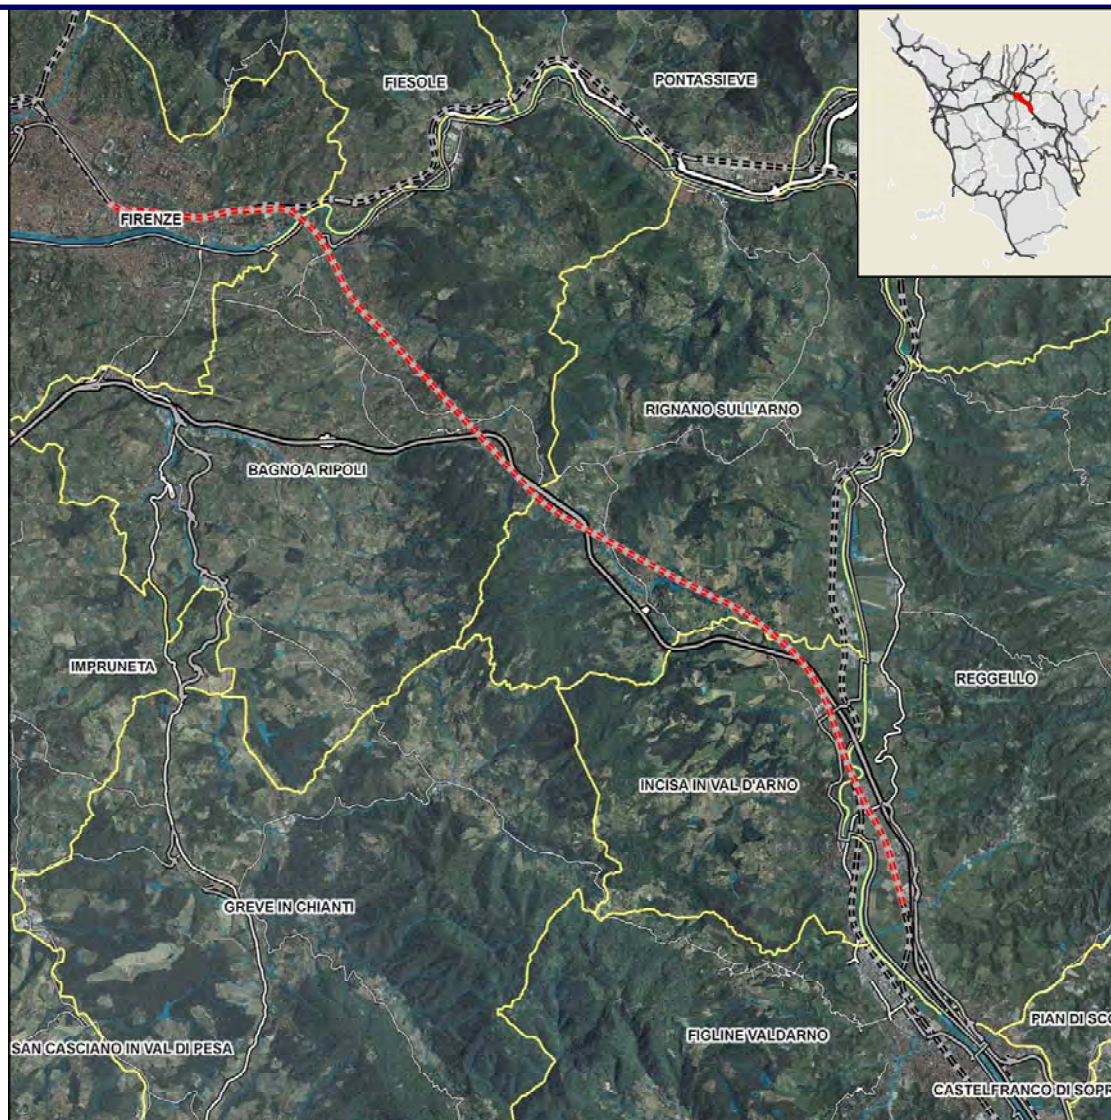 FIESOLE
PONTASSIEVE
FIRENZE
RIGNANO SULL'ARNO
BAGNO A RIPOLI
IMPRUNETA
REGGELLO
INCISA IN VAL D'ARNO
GREVE IN CHIANTI
PIAN DI SCO
FIGLINE VALDARNO
SAN CASCIANO IN VAL DI PESA
CASTELFRANCO DI SOPR